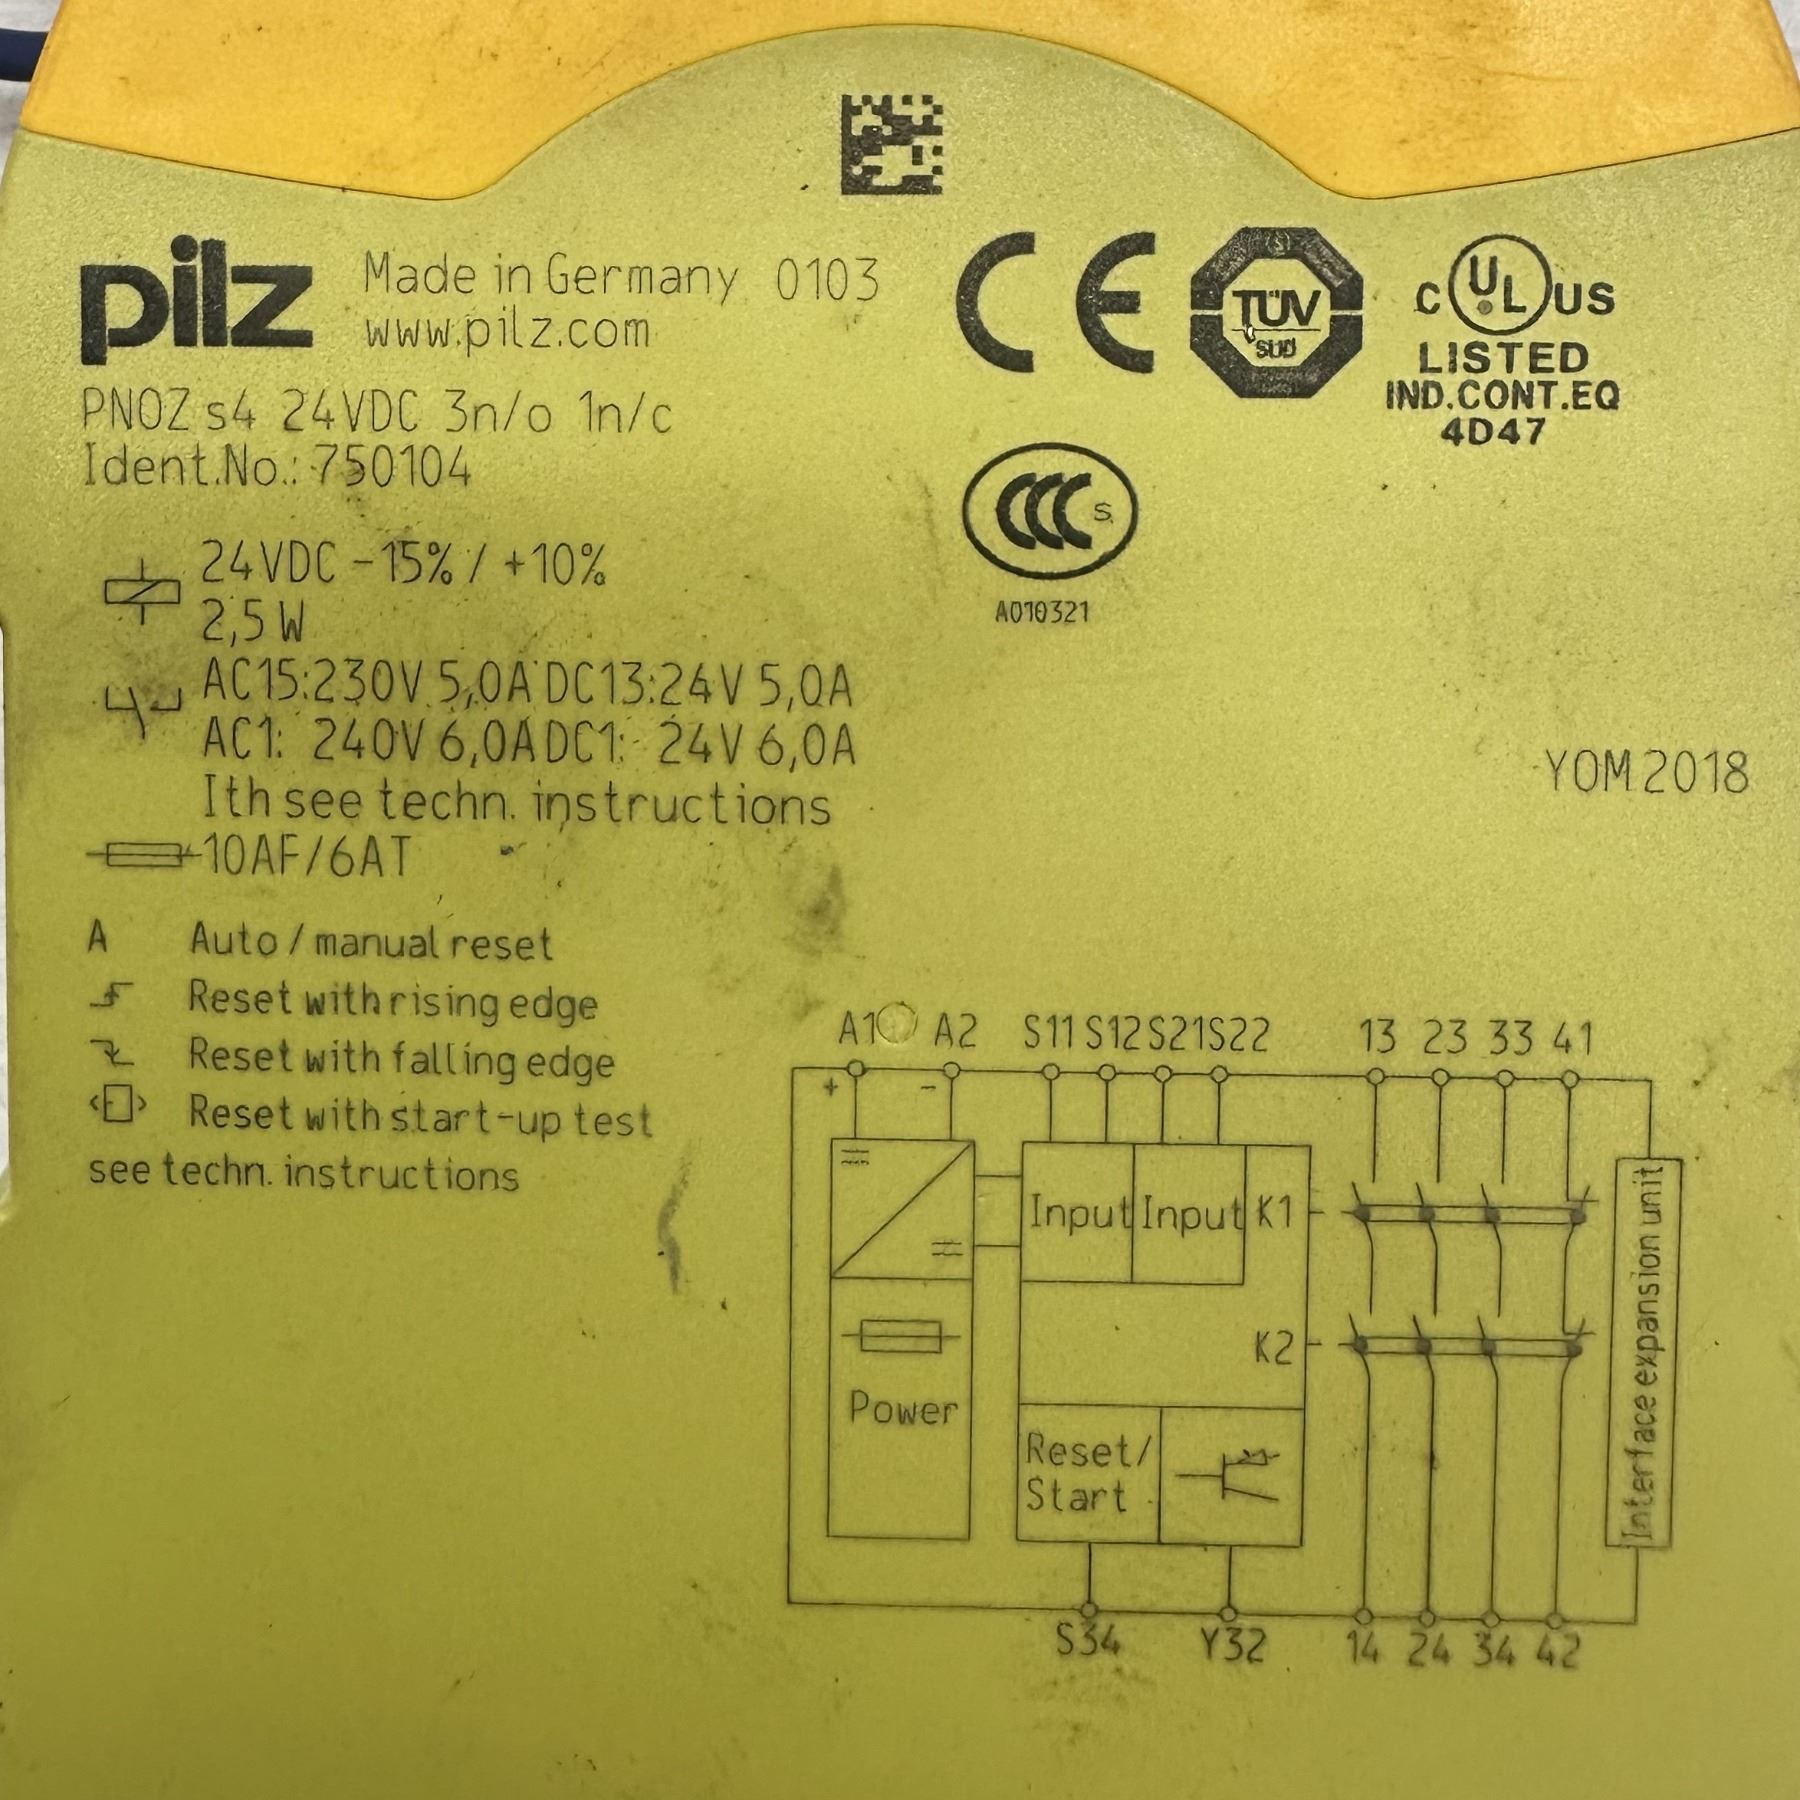 pilz Made in Germany 0103
www.pilz.com
PNOZ s4 24VDC 3n/o 1n/c
Ident.No.: 750104
CE
TÜV
SÜD
C UL US
LISTED
IND.CONT.EQ
4D47
CCC S
A010321
24VDC -15% / +10%
2,5 W
AC15:230V 5,0A DC13:24V 5,0A
AC1: 240V 6,0A DC1: 24V 6,0A
Ith see techn. instructions
10AF/6AT
YOM 2018
A Auto / manual reset
Reset with rising edge
Reset with falling edge
Reset with start-up test
see techn. instructions
A1 A2 S11 S12 S21 S22 13 23 33 41
+ -
Input Input K1
K2
Power
Reset/
Start
Interface expansion unit
S34 Y32 14 24 34 42